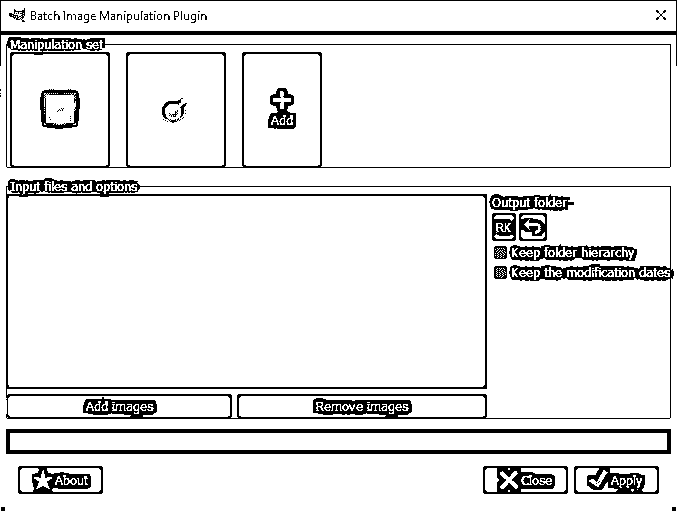 Batch Image Manipulation Plugin
Manipulation set
Add
Input files and options
Output folder
RK
Keep folder hierarchy
Keep the modification dates
Add images
Remove images
About
Close
Apply